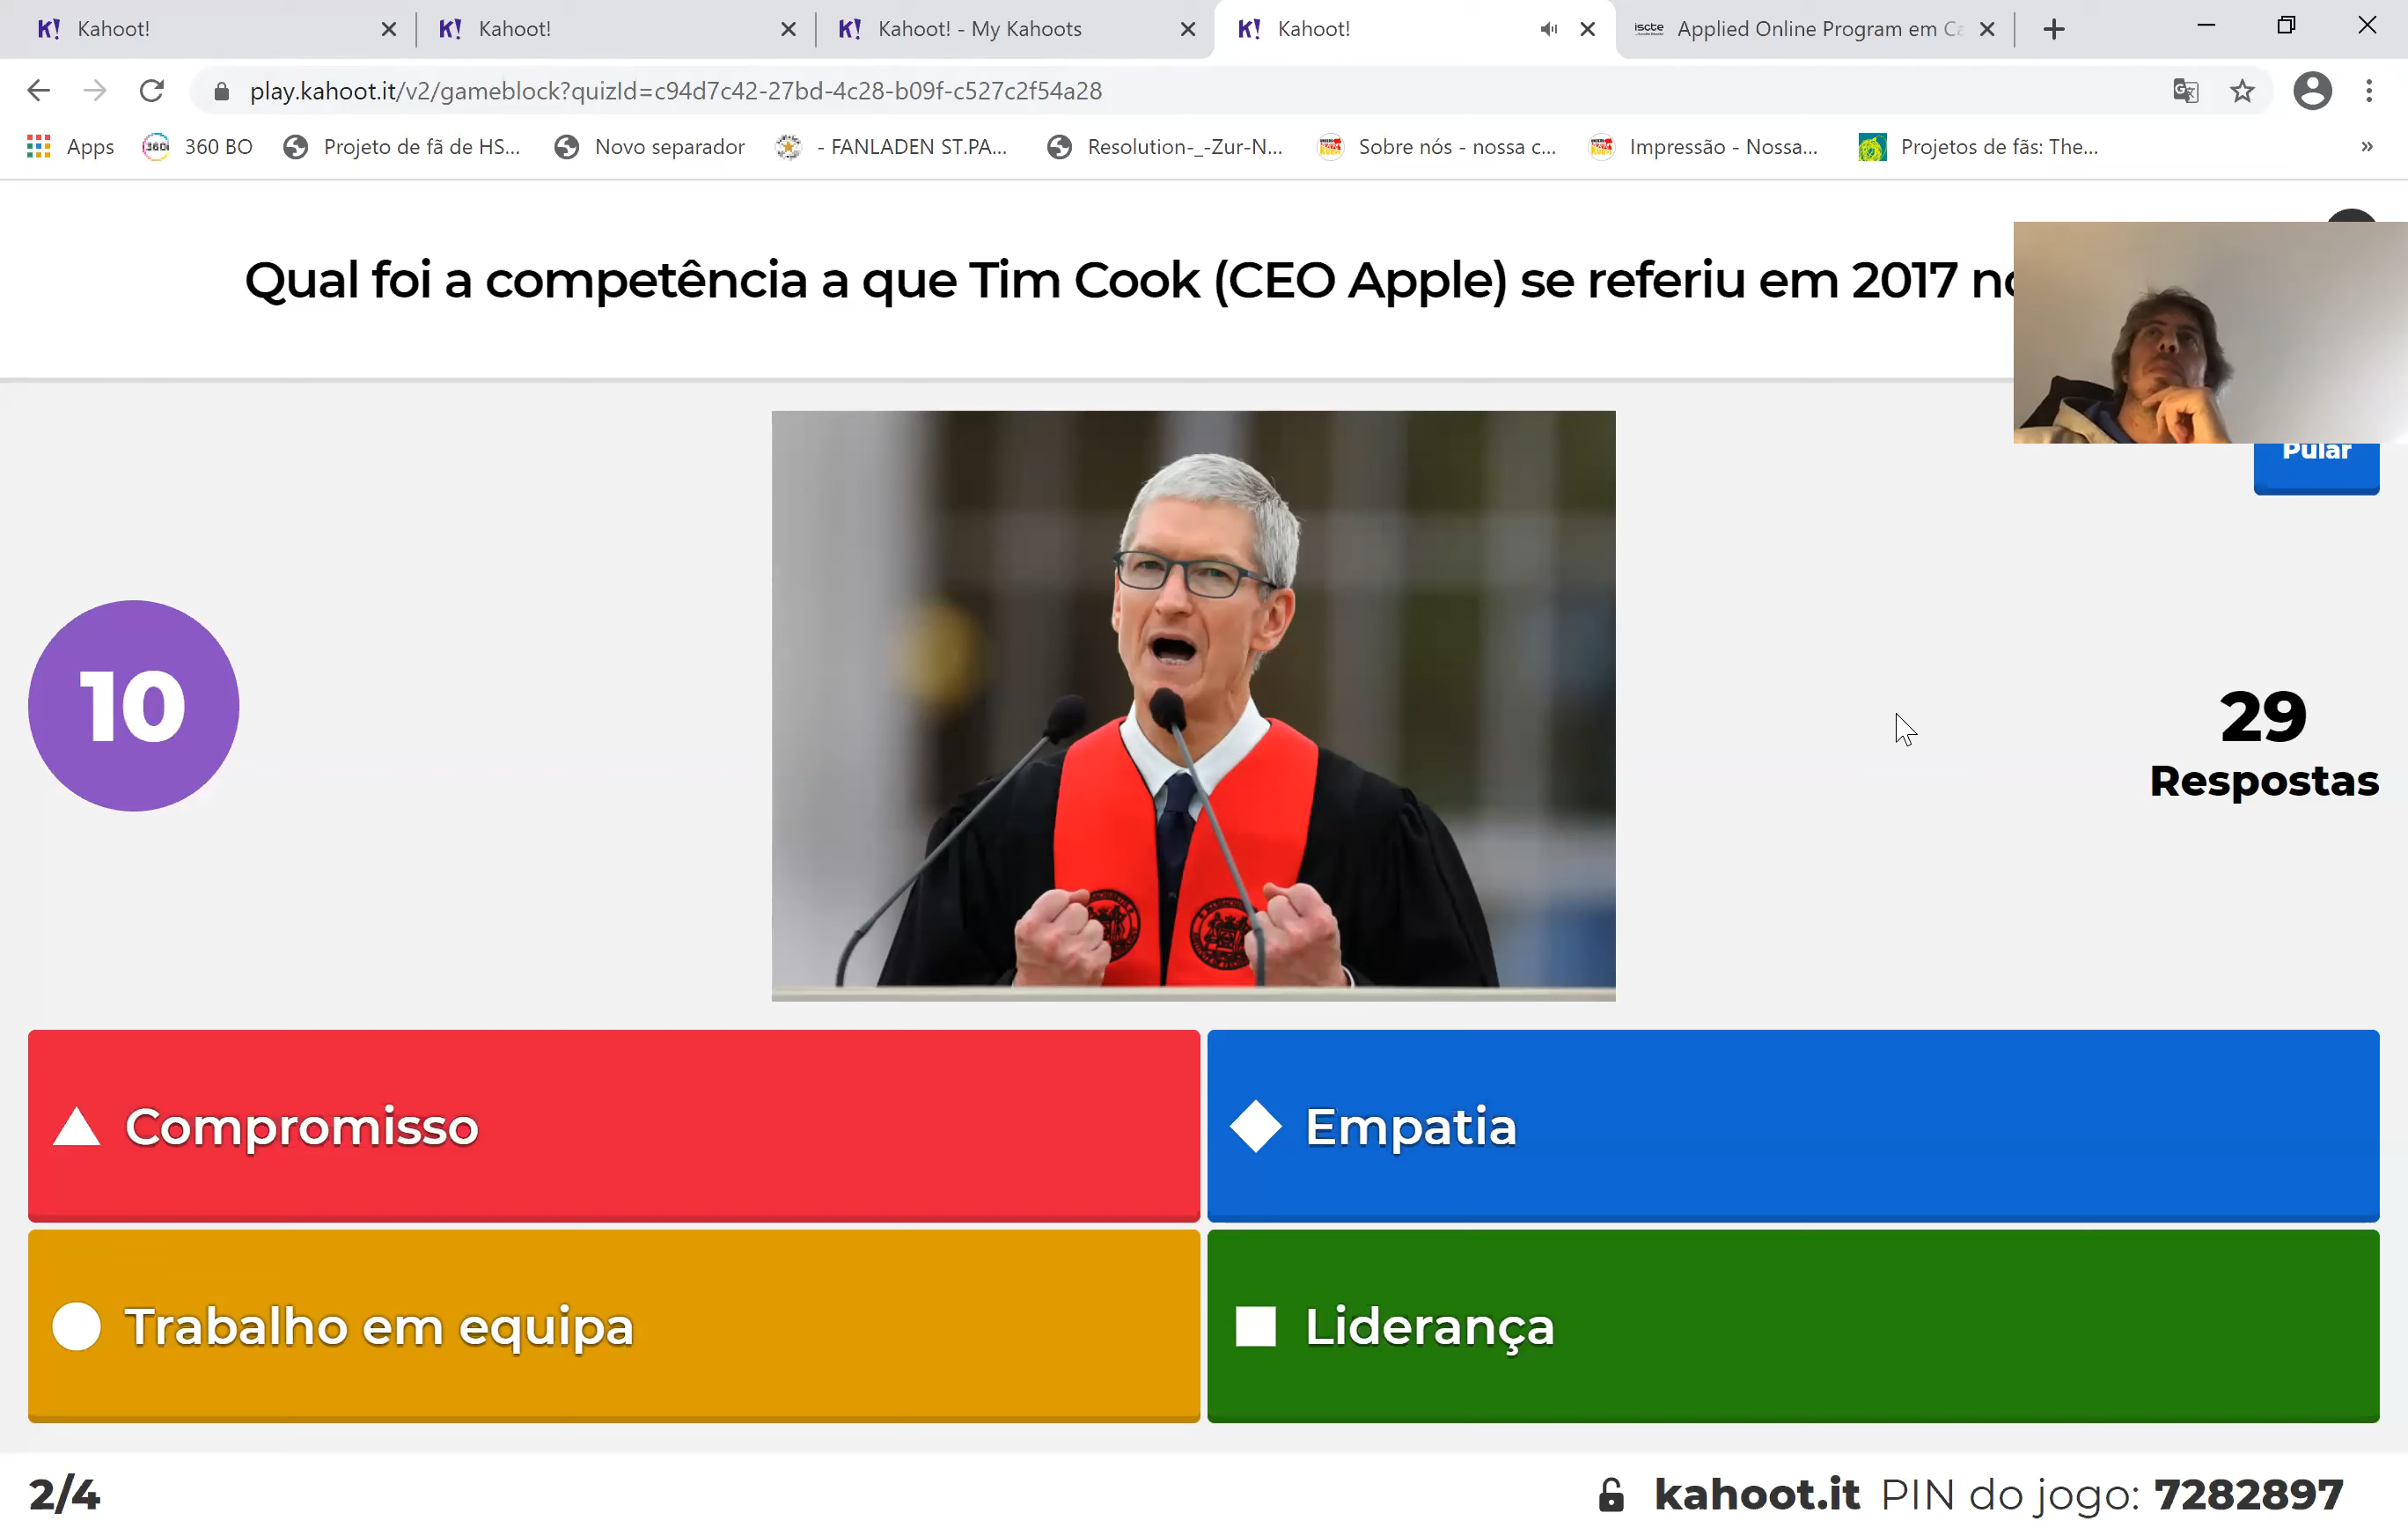 Kahoot!
Kahoot!
Kahoot! - My Kahoots
Kahoot!
iscte
Applied Online Program em Ca
play.kahoot.it/v2/gameblock?quizId=c94d7c42-27bd-4c28-b09f-c527c2f54a28
Apps
360 BO
Projeto de fã de HS...
Novo separador
- FANLADEN ST.PA...
Resolution-_-Zur-N...
Sobre nós - nossa c...
Impressão - Nossa...
Projetos de fãs: The...
»
Qual foi a competência a que Tim Cook (CEO Apple) se referiu em 2017 no
Pular
10
29
Respostas
Compromisso
Empatia
Trabalho em equipa
Liderança
2/4
kahoot.it PIN do jogo: 7282897